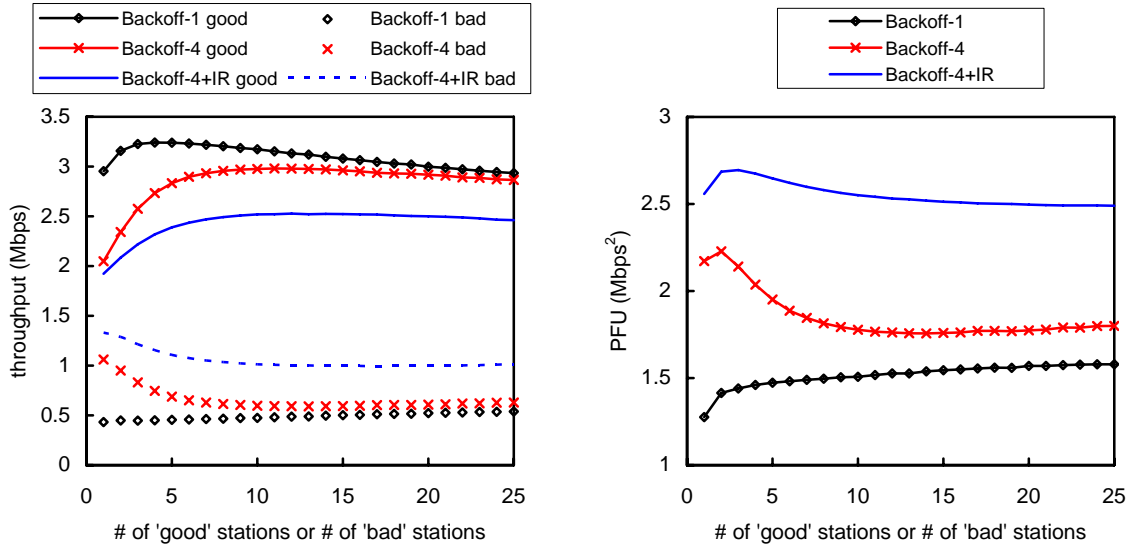 Backoff-1 good
Backoff-1 bad
Backoff-4 good
Backoff-4 bad
Backoff-4+IR good
Backoff-4+IR bad
throughput (Mbps)
3.5
3
2.5
2
1.5
1
0.5
0
0 5 10 15 20 25
# of 'good' stations or # of 'bad' stations
Backoff-1
Backoff-4
Backoff-4+IR
PFU (Mbps²)
3
2.5
2
1.5
1
0 5 10 15 20 25
# of 'good' stations or # of 'bad' stations